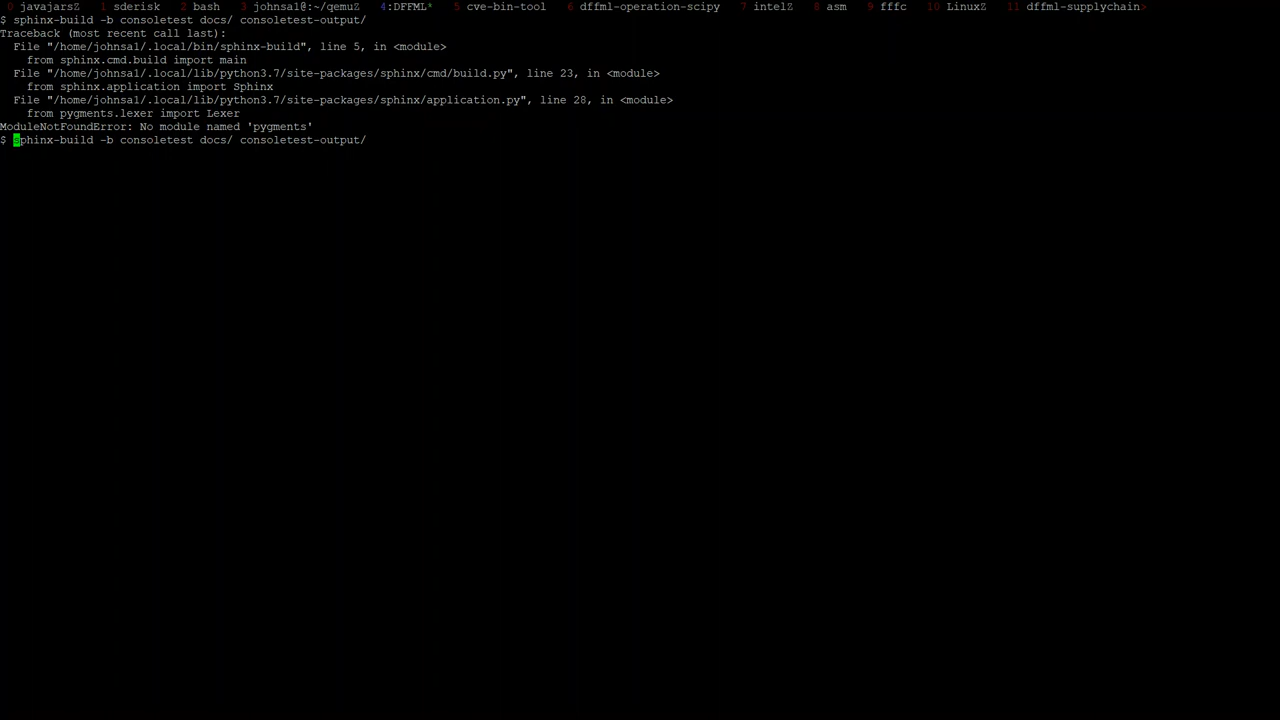 0 javajarsZ 1 sderisk 2 bash 3 johnsa1@:~/qemuZ 4:DFFML* 5 cve-bin-tool 6 dffml-operation-scipy 7 intelZ 8 asm 9 fffc 10 LinuxZ 11 dffml-supplychain>
$ sphinx-build -b consoletest docs/ consoletest-output/
Traceback (most recent call last):
  File "/home/johnsa1/.local/bin/sphinx-build", line 5, in <module>
    from sphinx.cmd.build import main
  File "/home/johnsa1/.local/lib/python3.7/site-packages/sphinx/cmd/build.py", line 23, in <module>
    from sphinx.application import Sphinx
  File "/home/johnsa1/.local/lib/python3.7/site-packages/sphinx/application.py", line 28, in <module>
    from pygments.lexer import Lexer
ModuleNotFoundError: No module named 'pygments'
$ sphinx-build -b consoletest docs/ consoletest-output/